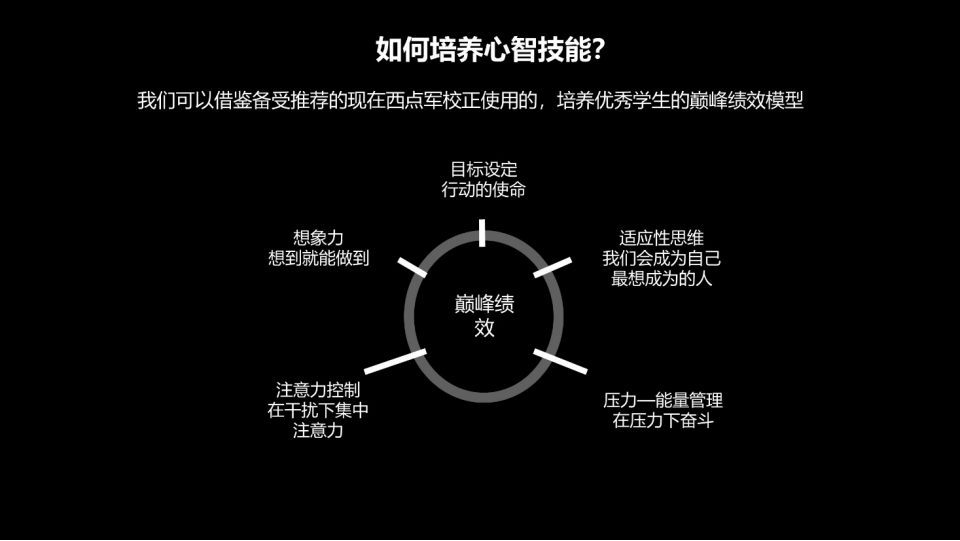 如何培养心智技能？
我们可以借鉴备受推荐的现在西点军校正使用的，培养优秀学生的巅峰绩效模型
目标设定
行动的使命
想象力
想到就能做到
适应性思维
我们会成为自己
最想成为的人
巅峰绩
效
注意力控制
在干扰下集中
注意力
压力—能量管理
在压力下奋斗